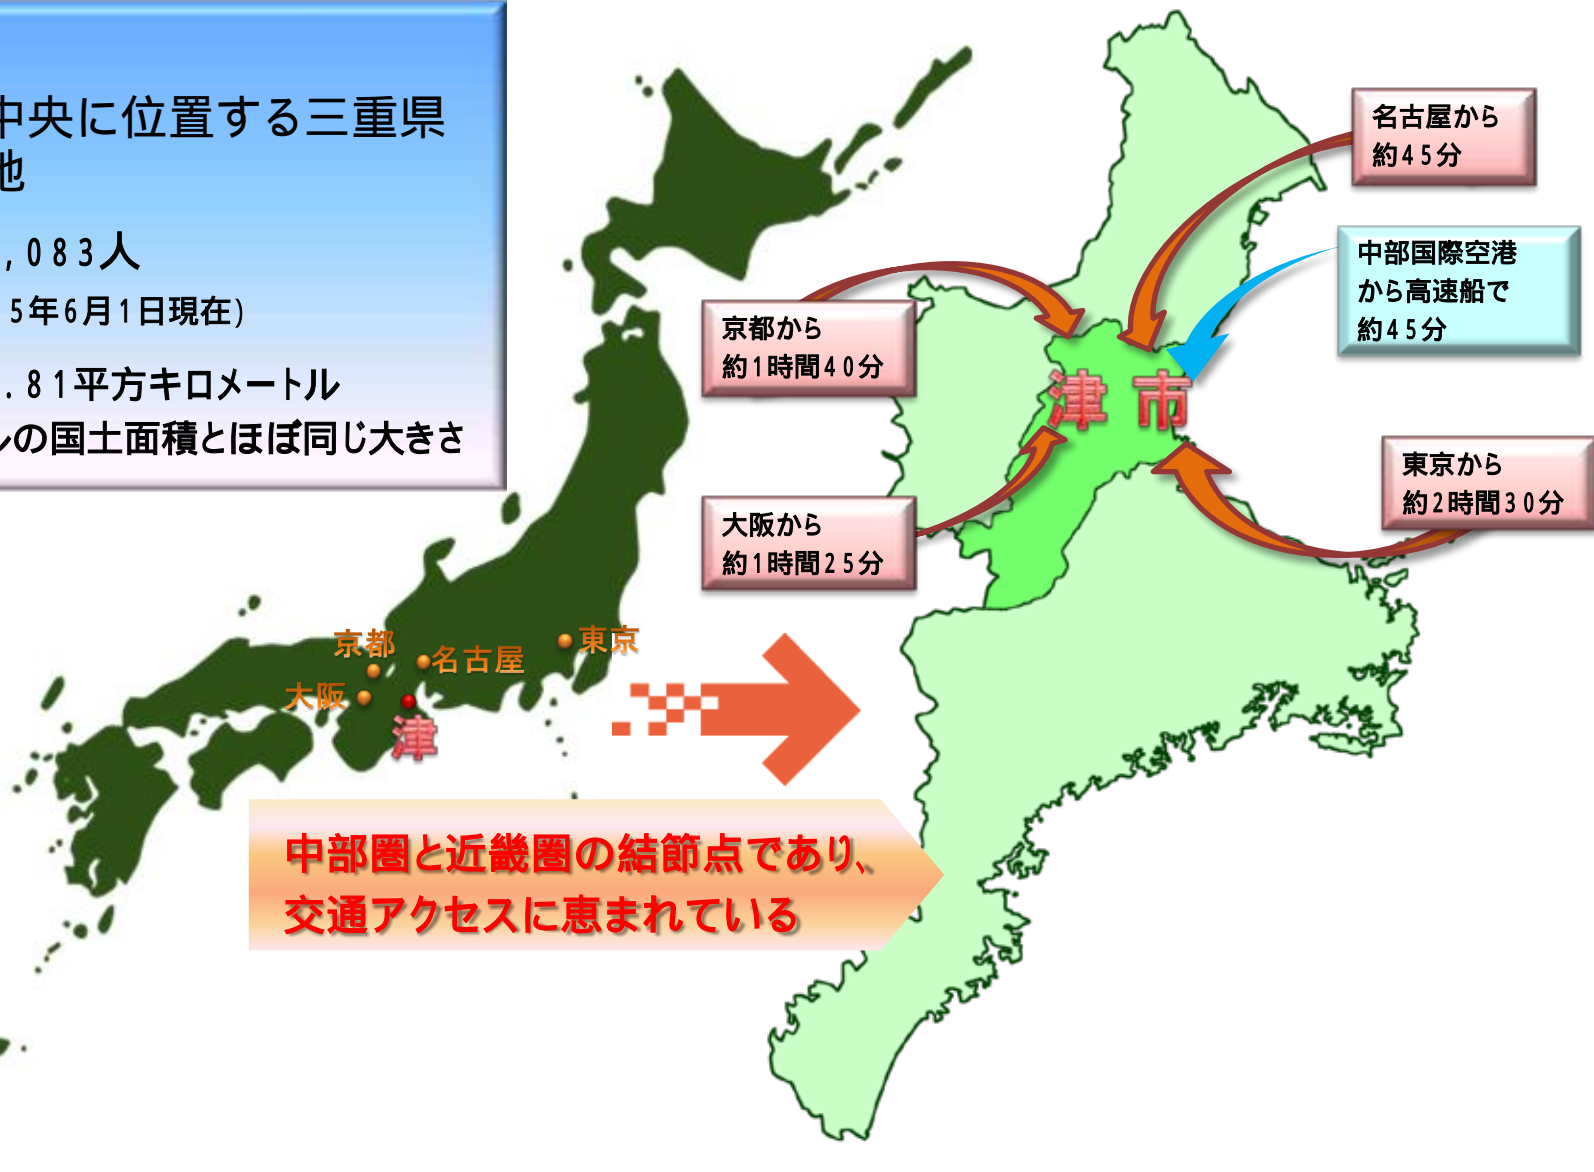 中央に位置する三重県
地
,083人
5年6月1日現在)
.81平方キロメートル
ルの国土面積とほぼ同じ大きさ
名古屋から
約45分
中部国際空港
から高速船で
約45分
京都から
約1時間40分
津市
東京から
約2時間30分
大阪から
約1時間25分
京都
名古屋
東京
大阪
津
中部圏と近畿圏の結節点であり、
交通アクセスに恵まれている